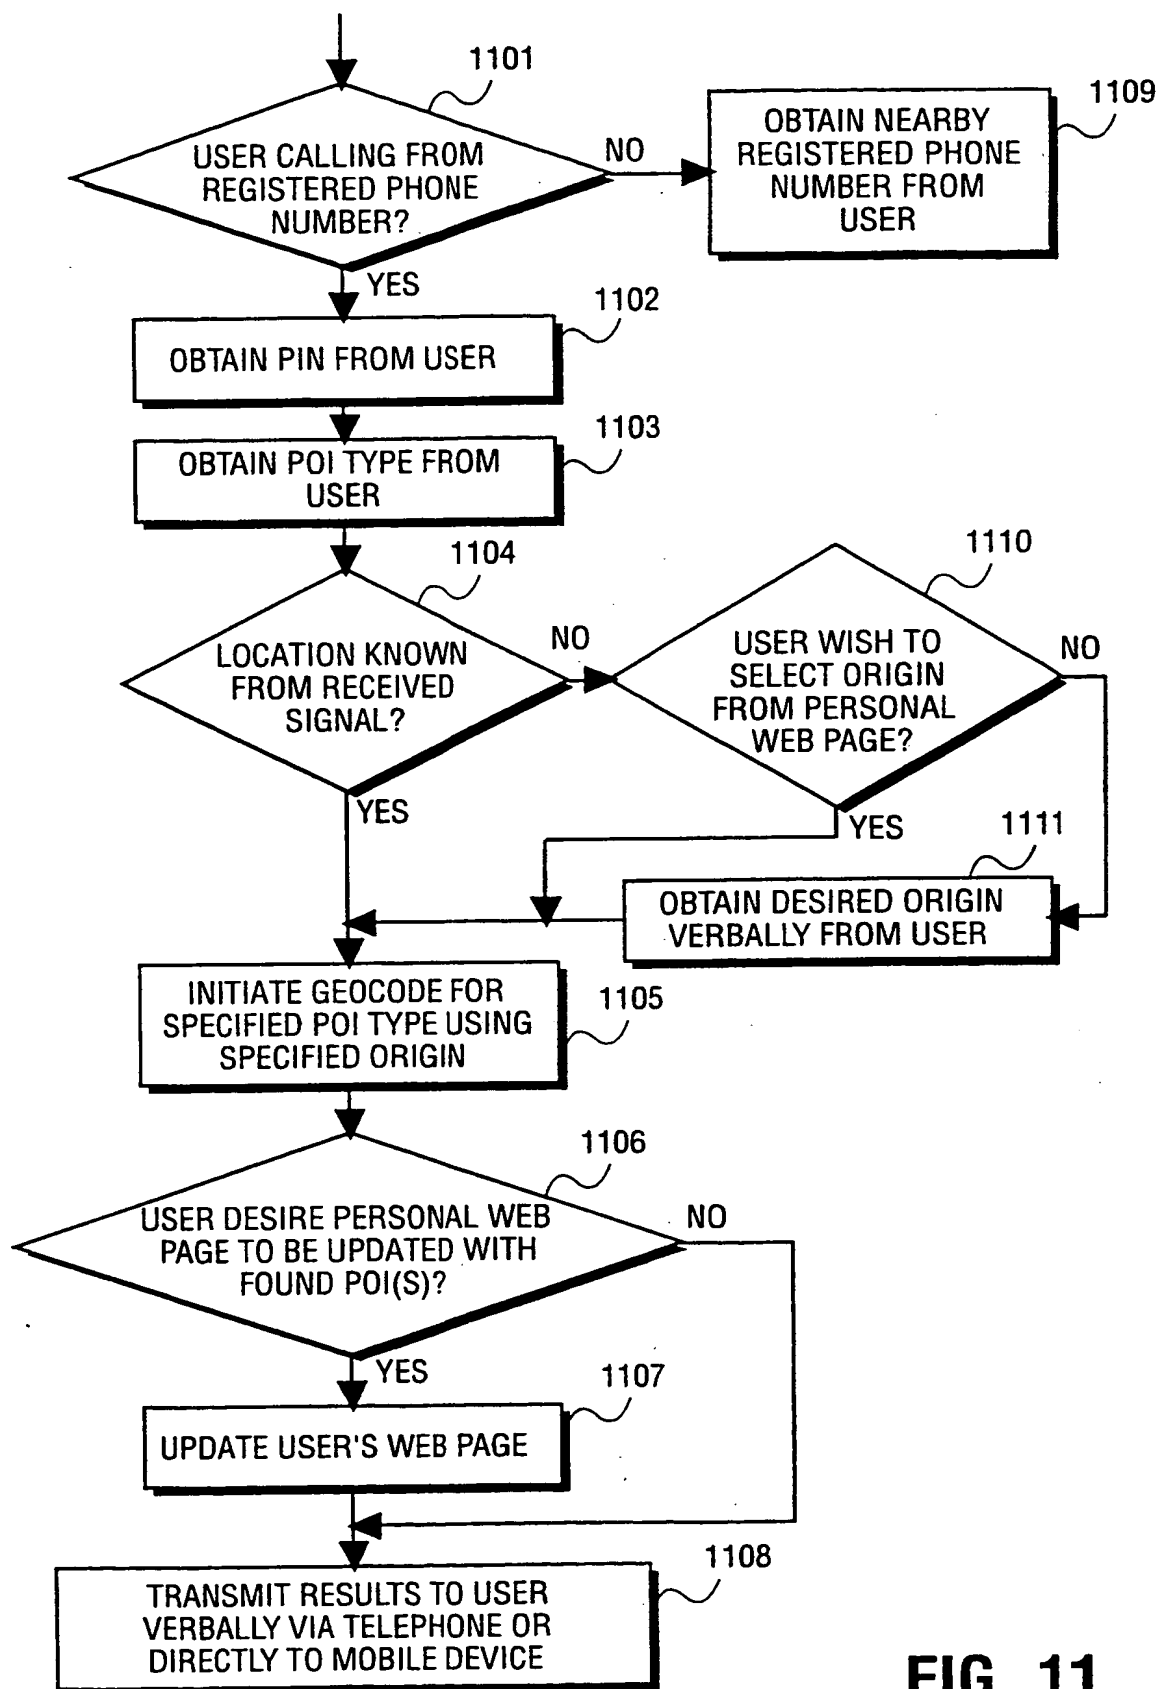 1101
USER CALLING FROM
REGISTERED PHONE
NUMBER?
NO
YES
1109
OBTAIN NEARBY
REGISTERED PHONE
NUMBER FROM
USER
1102
OBTAIN PIN FROM USER
1103
OBTAIN POI TYPE FROM
USER
1104
LOCATION KNOWN
FROM RECEIVED
SIGNAL?
NO
YES
1110
USER WISH TO
SELECT ORIGIN
FROM PERSONAL
WEB PAGE?
NO
YES
1111
OBTAIN DESIRED ORIGIN
VERBALLY FROM USER
INITIATE GEOCODE FOR
SPECIFIED POI TYPE USING
SPECIFIED ORIGIN
1105
1106
USER DESIRE PERSONAL WEB
PAGE TO BE UPDATED WITH
FOUND POI(S)?
NO
YES
1107
UPDATE USER'S WEB PAGE
1108
TRANSMIT RESULTS TO USER
VERBALLY VIA TELEPHONE OR
DIRECTLY TO MOBILE DEVICE
FIG. 11